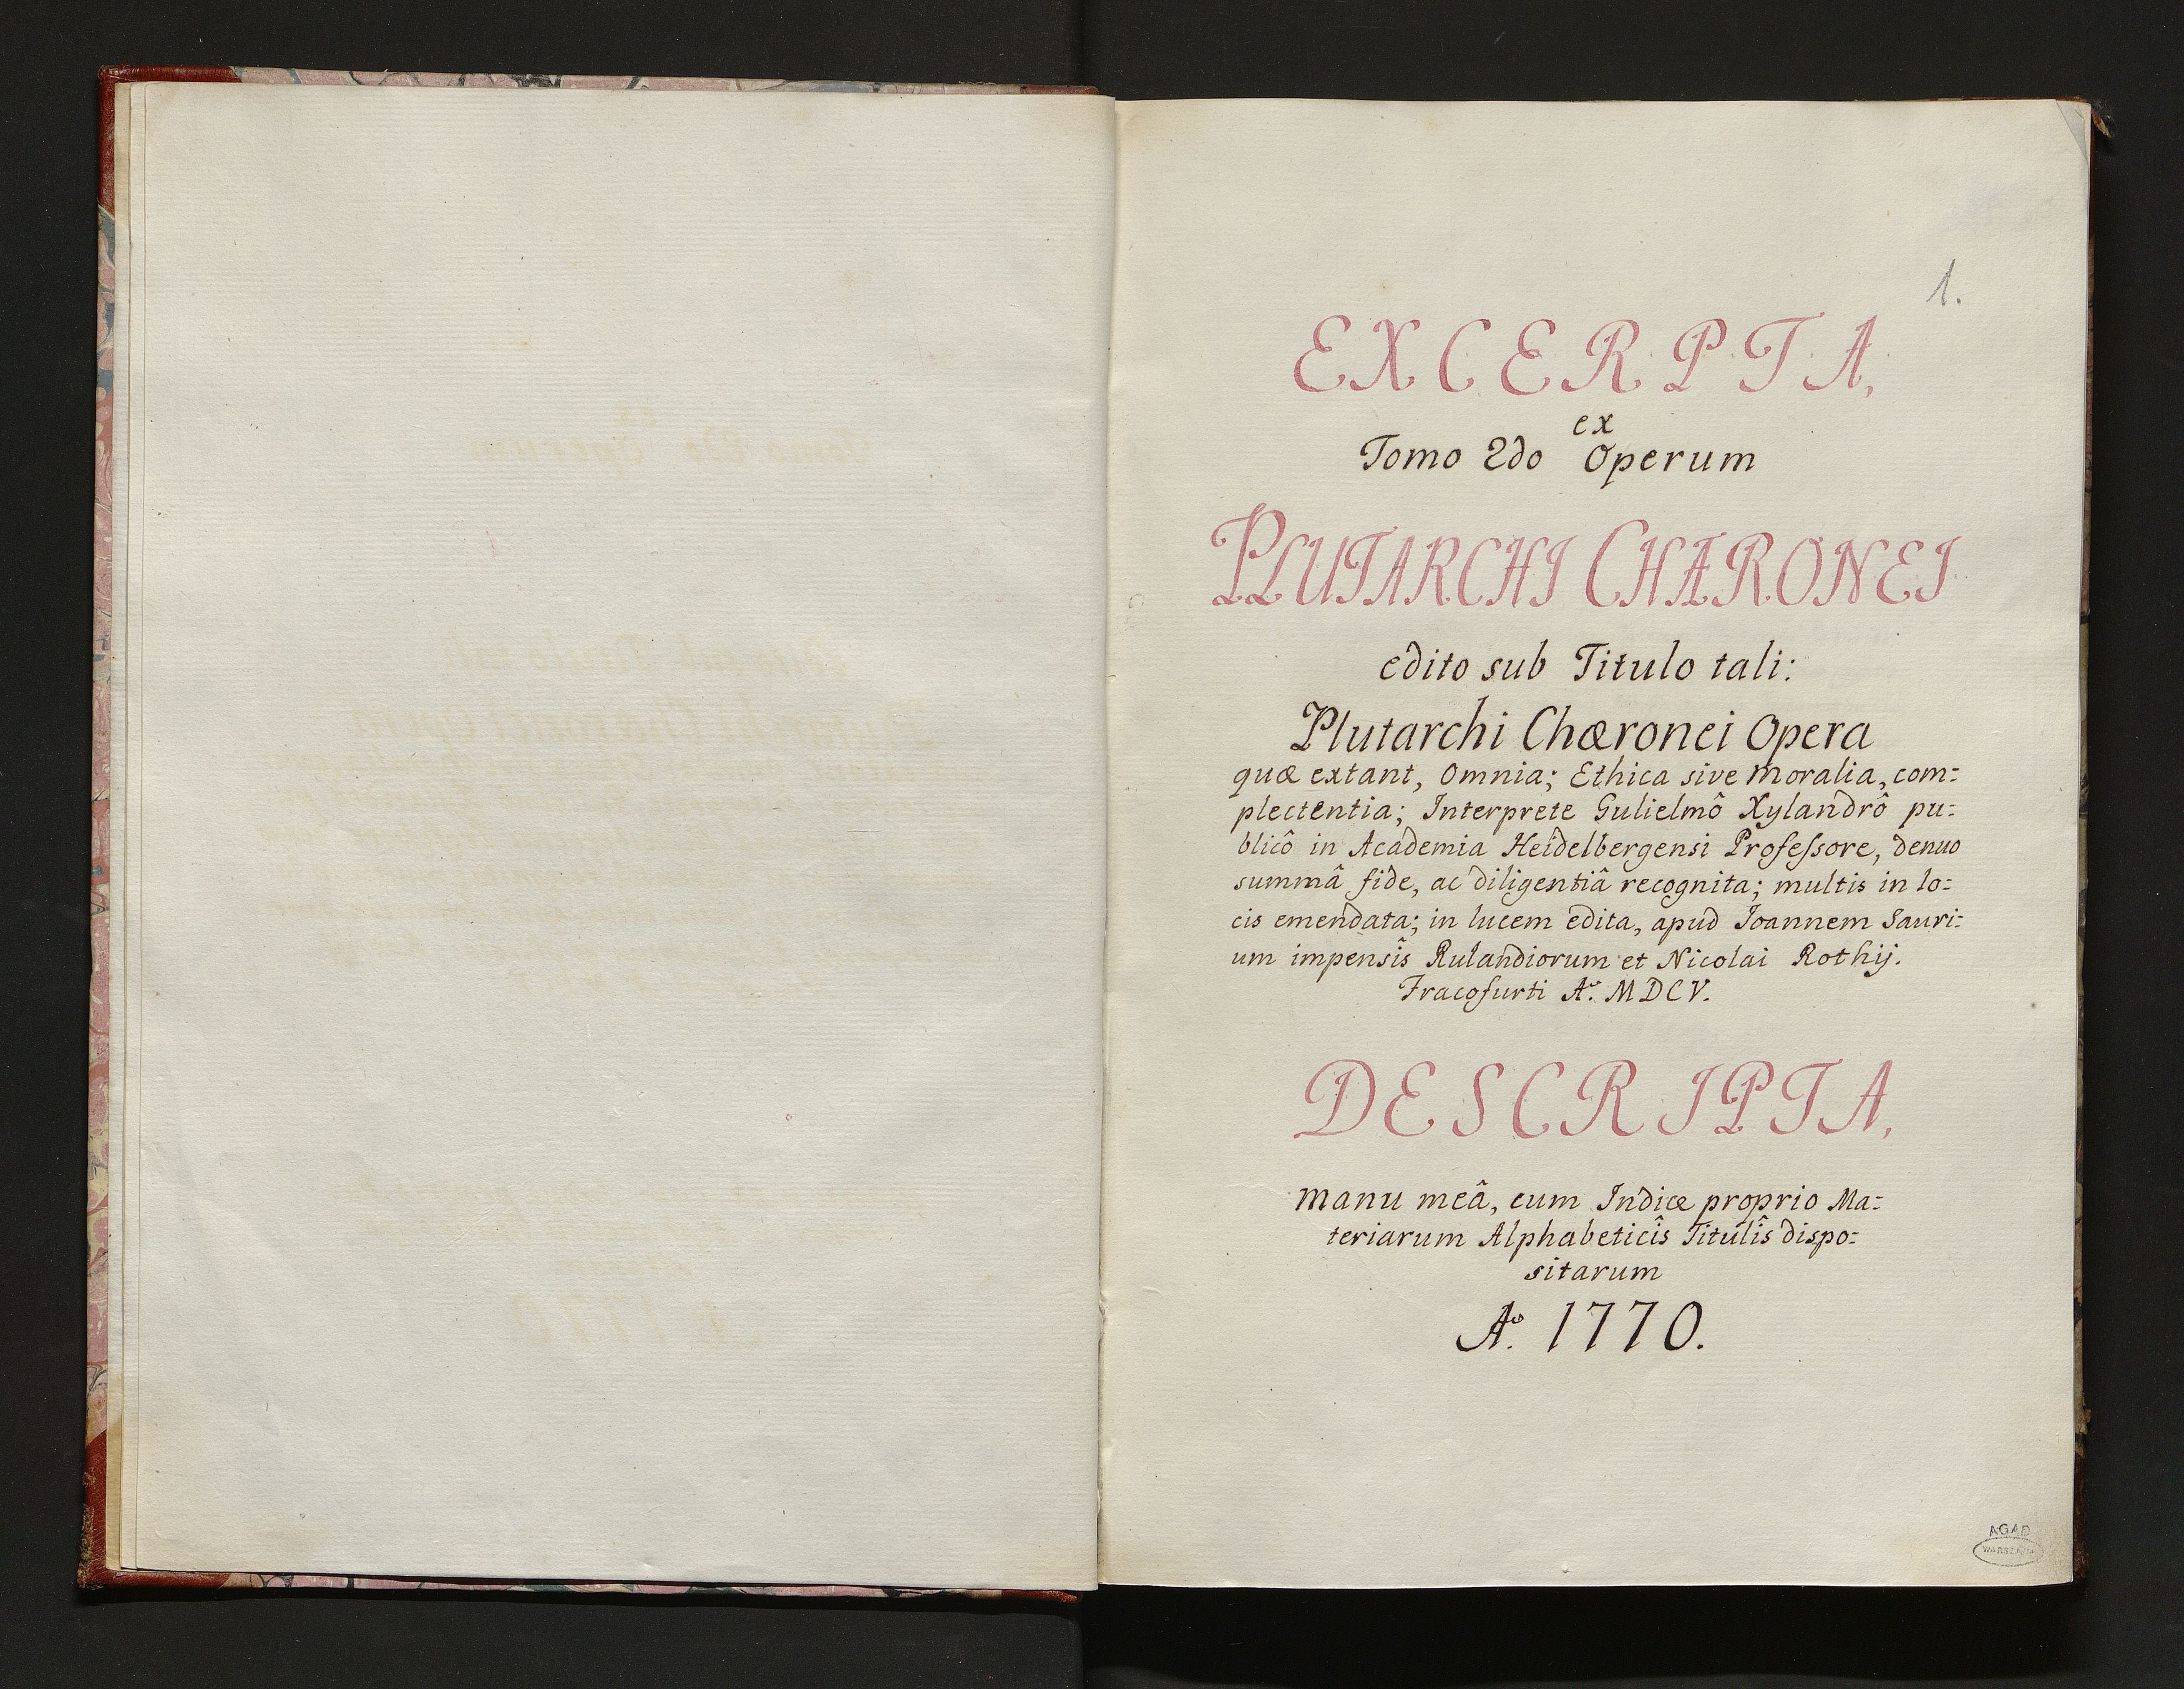 1.
EXCERPTA,
ex
Tomo 2do Operum
PLUTARCHI CHÆRONEI
edito sub Titulo tali:
Plutarchi Chæronei Opera
quæ extant, Omnia; Ethica sive Moralia, com=
plectentia; Interprete Gulielmô Xylandrô pu=
blicô in Academia Heidelbergensi Profeſsore, denuo
summâ fide, ac diligentiâ recognita; multis in lo=
cis emendata; in lucem edita, apud Joannem Sauri=
um impensîs Rulandiorum et Nicolai Rothij.
Fracofurti Aº. MDCV.
DESCRIPTA,
manu meâ, cum Indice proprio Ma=
teriarum Alphabeticîs Titulîs dispo=
sitarum
Aº. 1770.
AGAD
WARSZAWA